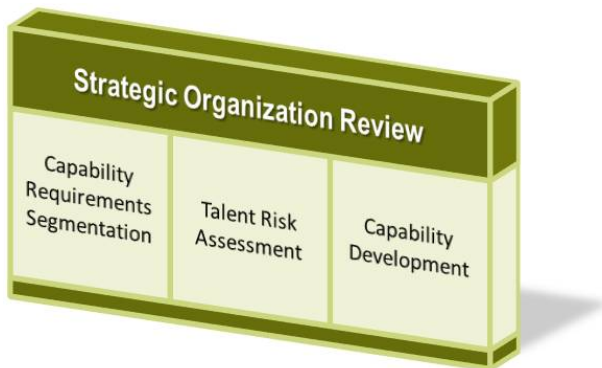 Strategic Organization Review
Capability
Requirements
Segmentation
Talent Risk
Assessment
Capability
Development